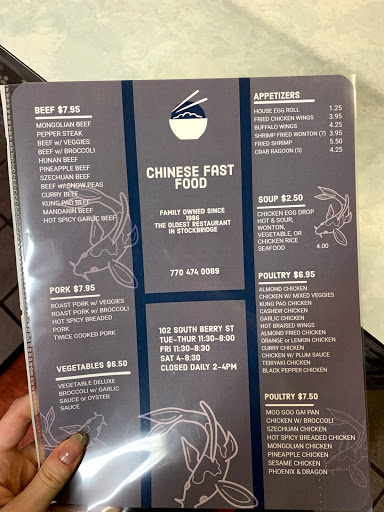 BEEF $7.95
MONGOLIAN BEEF
PEPPER STEAK
BEEF w/ VEGGIES
BEEF w/ BROCCOLI
HUNAN BEEF
PINEAPPLE BEEF
SZECHUAN BEEF
BEEF w/ SNOW PEAS
CURRY BEEF
KUNG PAO BEEF
MANDARIN BEEF
HOT SPICY GARLIC BEEF
PORK $7.95
ROAST PORK w/ VEGGIES
ROAST PORK w/ BROCCOLI
HOT SPICY BREADED
PORK
TWICE COOKED PORK
VEGETABLES $6.50
VEGETABLE DELUXE
BROCCOLI w/ GARLIC
SAUCE or OYSTER
SAUCE
CHINESE FAST
FOOD
FAMILY OWNED SINCE
1986
THE OLDEST RESTAURANT
IN STOCKBRIDGE
770 474 0089
102 SOUTH BERRY ST
TUE-THUR 11:30-8:00
FRI 11:30-8:30
SAT 4-8:30
CLOSED DAILY 2-4PM
APPETIZERS
HOUSE EGG ROLL 1.25
FRIED CHICKEN WINGS 3.95
BUFFALO WINGS 4.25
SHRIMP FRIED WONTON (7) 3.95
FRIED SHRIMP 5.50
CRAB RAGOON (5) 4.25
SOUP $2.50
CHICKEN EGG DROP
HOT & SOUR,
WONTON,
VEGETABLE, OR
CHICKEN RICE
SEAFOOD 4.00
POULTRY $6.95
ALMOND CHICKEN
CHICKEN w/ MIXED VEGGIES
KUNG PAO CHICKEN
CASHEW CHICKEN
GARLIC CHICKEN
HOT BRAISED WINGS
ALMOND FRIED CHICKEN
ORANGE or LEMON CHICKEN
CURRY CHICKEN
CHICKEN w/ PLUM SAUCE
TERIYAKI CHICKEN
BLACK PEPPER CHICKEN
POULTRY $7.50
MOO GOO GAI PAN
CHICKEN w/ BROCCOLI
SZECHUAN CHICKEN
HOT SPICY BREADED CHICKEN
MONGOLIAN CHICKEN
PINEAPPLE CHICKEN
SESAME CHICKEN
PHOENIX & DRAGON